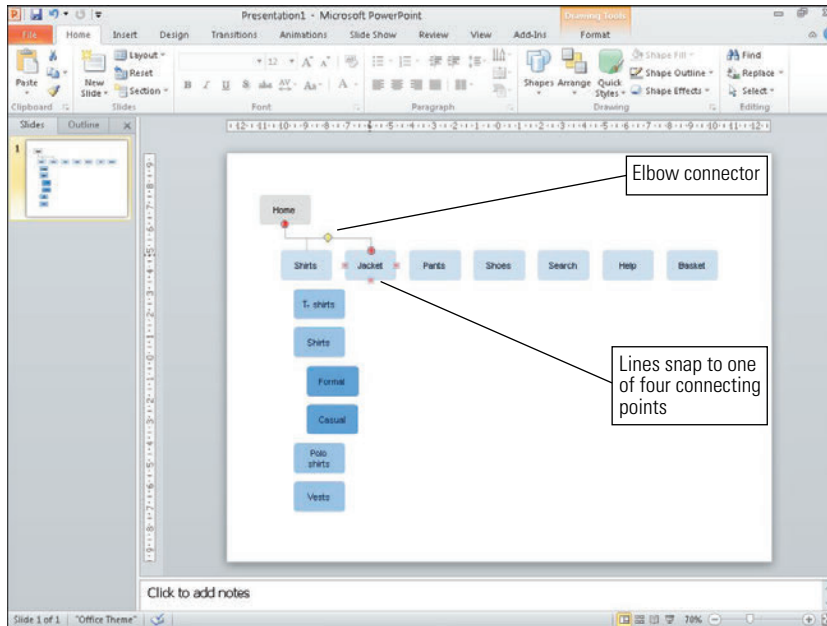 Presentation1 - Microsoft PowerPoint
Drawing Tools
File Home Insert Design Transitions Animations Slide Show Review View Add-Ins Format
Paste
New
Slide
Layout
Reset
Section
12
Shapes Arrange Quick
Styles
Shape Fill
Shape Outline
Shape Effects
Find
Replace
Select
Clipboard Slides Font Paragraph Drawing Editing
Slides Outline
1
Elbow connector
Home
Shirts Jacket Pants Shoes Search Help Basket
T. shirts
Shirts
Formal
Casual
Polo
shirts
Vests
Lines snap to one
of four connecting
points
Click to add notes
Slide 1 of 1 "Office Theme" 70%